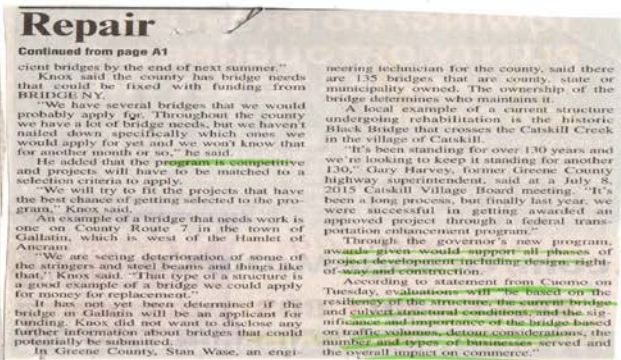 Repair
Continued from page A1
cient bridges by the end of next summer."
Knox said the county has bridge needs
that could be fixed with funding from
BRIDGE NY.
"We have several bridges that we would
probably apply for. Throughout the county
we have a lot of bridge needs, but we haven't
nailed down specifically which ones we
would apply for yet and we won't know that
for another month or so," he said.
He added that the program is competitive
and projects will have to be matched to a
selection criteria to apply.
"We will try to fit the projects that have
the best chance of getting selected to the pro-
gram," Knox said.
An example of a bridge that needs work is
one on County Route 7 in the town of
Gallatin, which is west of the Hamlet of
Ancram.
"We are seeing deterioration of some of
the stringers and steel beams and things like
that," Knox said. "This type of a structure is
a good example of a bridge we could apply
for money for replacement."
It has not yet been determined if the
bridge in Gallatin will be an applicant for
funding. Knox did not want to disclose any
further information about bridges that could
potentially be submitted.
In Greene County, Stan Wase, an engi-
neering technician for the county, said there
are 135 bridges that are county, state or
municipality owned. The ownership of the
bridge determines who maintains it.
A local example of a current structure
undergoing rehabilitation is the historic
Black Bridge that crosses the Catskill Creek
in the village of Catskill.
"It's been standing for over 130 years and
we're looking to keep it standing for another
130," Gary Harvey, former Greene County
highway superintendent, said at a July 8,
2015 Catskill Village Board meeting. "It's
been a long process, but finally last year, we
were successful in getting awarded an
approved project through a federal trans-
portation enhancement program."
Through the governor's new program,
awards given would support all phases of
project development including design, right-
of-way and construction.
According to statement from Cuomo on
Tuesday, evaluations will be based on the
resiliency of the structure, the current bridge
and culvert structural conditions, and the sig-
nificance and importance of the bridge based
on traffic volumes, detour considerations, the
number and types of businesses served and
the overall impact on commerce."